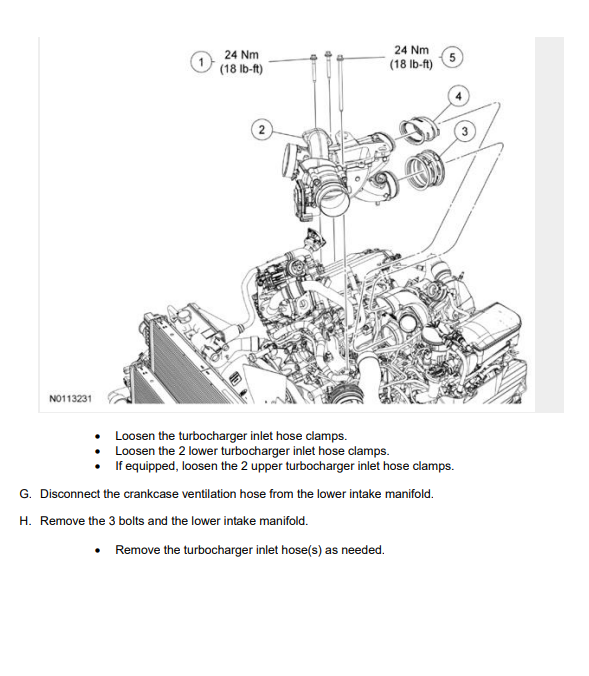 1 24 Nm (18 lb-ft) 24 Nm (18 lb-ft) 5
4
3
2
N0113231
• Loosen the turbocharger inlet hose clamps.
• Loosen the 2 lower turbocharger inlet hose clamps.
• If equipped, loosen the 2 upper turbocharger inlet hose clamps.
G. Disconnect the crankcase ventilation hose from the lower intake manifold.
H. Remove the 3 bolts and the lower intake manifold.
• Remove the turbocharger inlet hose(s) as needed.